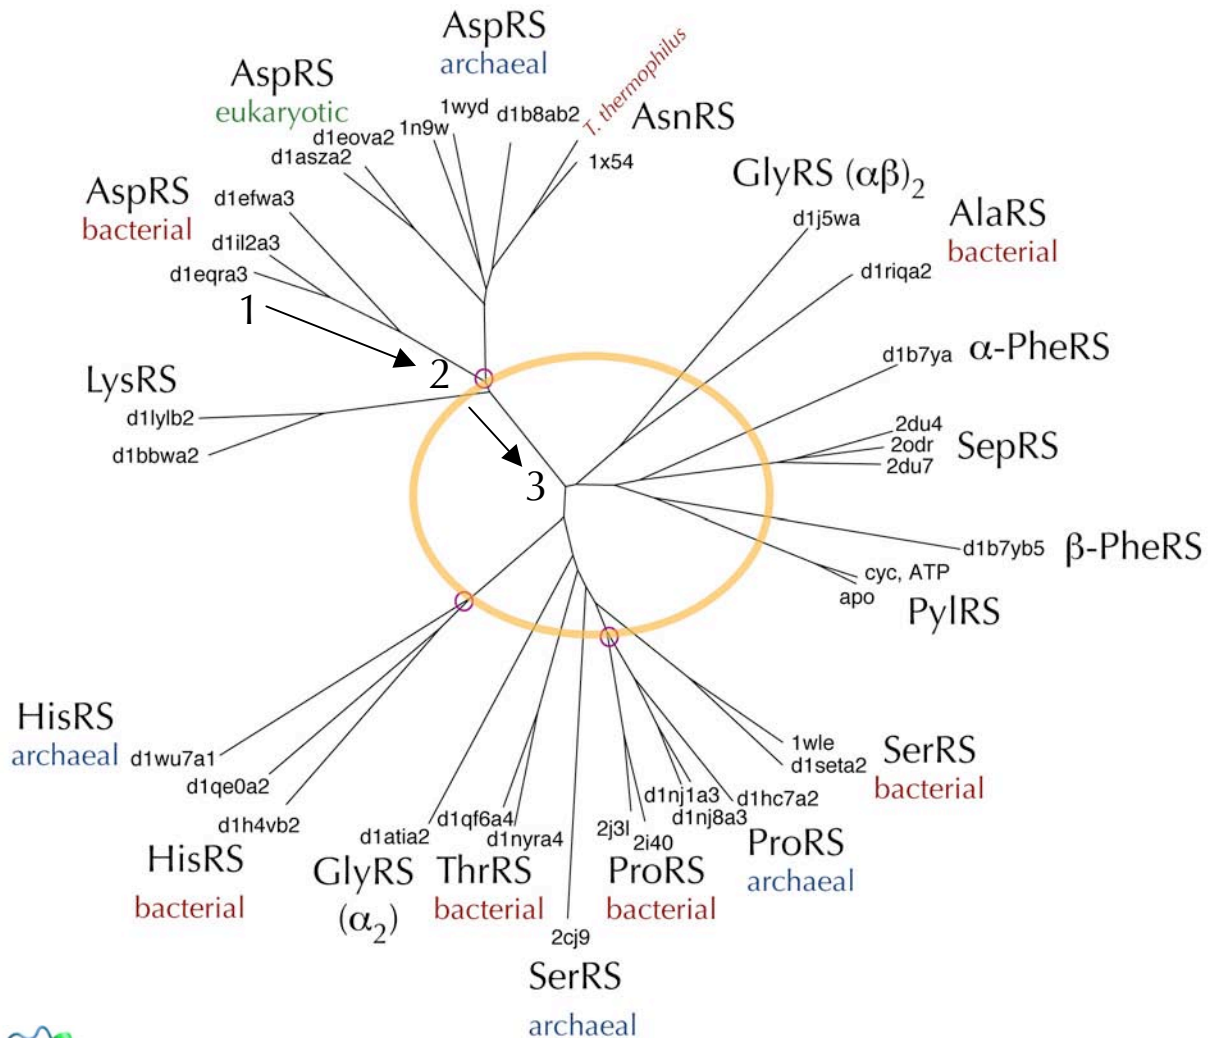 AspRS
archaeal
T. thermophilus
AspRS
eukaryotic
1wyd
d1b8ab2
AsnRS
d1eova2
1n9w
d1asza2
1x54
GlyRS (αβ)2
AspRS
bacterial
d1efwa3
d1j5wa
AlaRS
bacterial
d1il2a3
d1eqra3
d1riqa2
1
2
d1b7ya
α-PheRS
LysRS
d1lylb2
d1bbwa2
2du4
2odr
2du7
SepRS
3
d1b7yb5
β-PheRS
cyc, ATP
apo
PylRS
HisRS
archaeal
d1wu7a1
d1qe0a2
d1h4vb2
HisRS
bacterial
1wle
d1seta2
SerRS
bacterial
d1nj1a3
d1hc7a2
d1nj8a3
ProRS
archaeal
d1atia2
d1qf6a4
d1nyra4
2j3l
2i40
GlyRS
(α2)
ThrRS
bacterial
ProRS
bacterial
2cj9
SerRS
archaeal